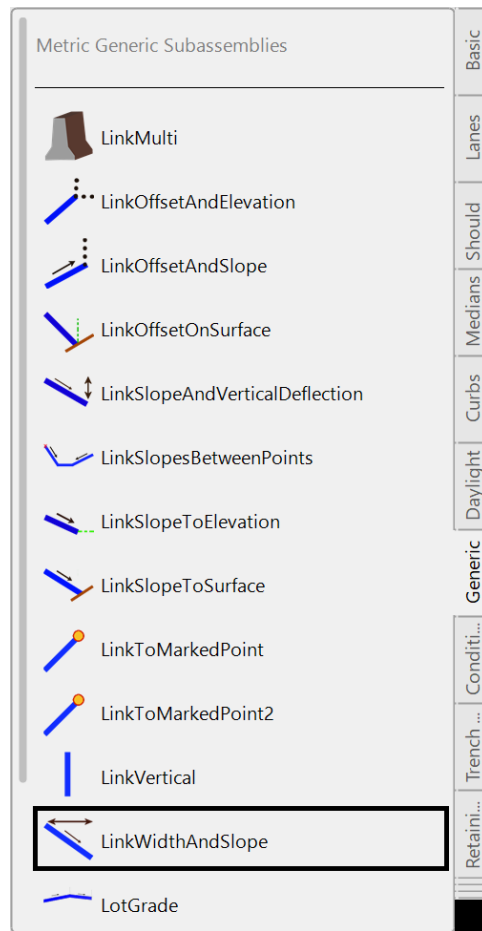 Metric Generic Subassemblies
LinkMulti
LinkOffsetAndElevation
LinkOffsetAndSlope
LinkOffsetOnSurface
LinkSlopeAndVerticalDeflection
LinkSlopesBetweenPoints
LinkSlopeToElevation
LinkSlopeToSurface
LinkToMarkedPoint
LinkToMarkedPoint2
LinkVertical
LinkWidthAndSlope
LotGrade
Basic
Lanes
Should
Medians
Curbs
Daylight
Generic
Conditi...
Trench ...
Retaini...